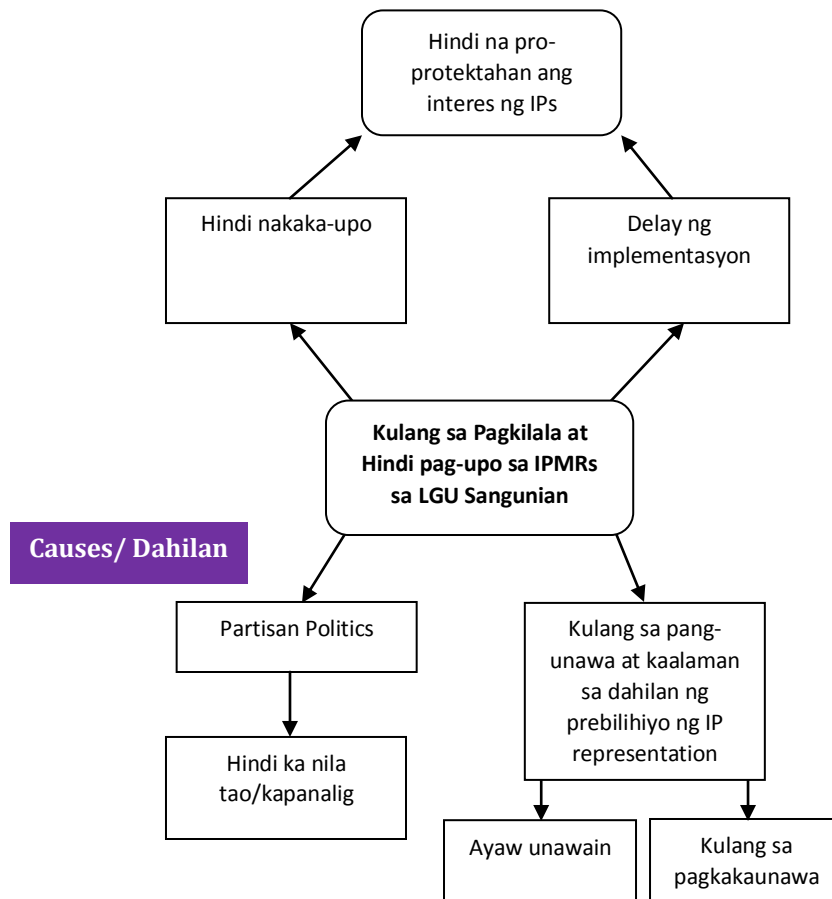 Hindi na pro-
protektahan ang
interes ng IPs
Hindi nakaka-upo
Delay ng
implementasyon
Kulang sa Pagkilala at
Hindi pag-upo sa IPMRs
sa LGU Sangunian
Causes/ Dahilan
Partisan Politics
Kulang sa pang-
unawa at kaalaman
sa dahilan ng
prebilihiyo ng IP
representation
Hindi ka nila
tao/kapanalig
Ayaw unawain
Kulang sa
pagkakaunawa